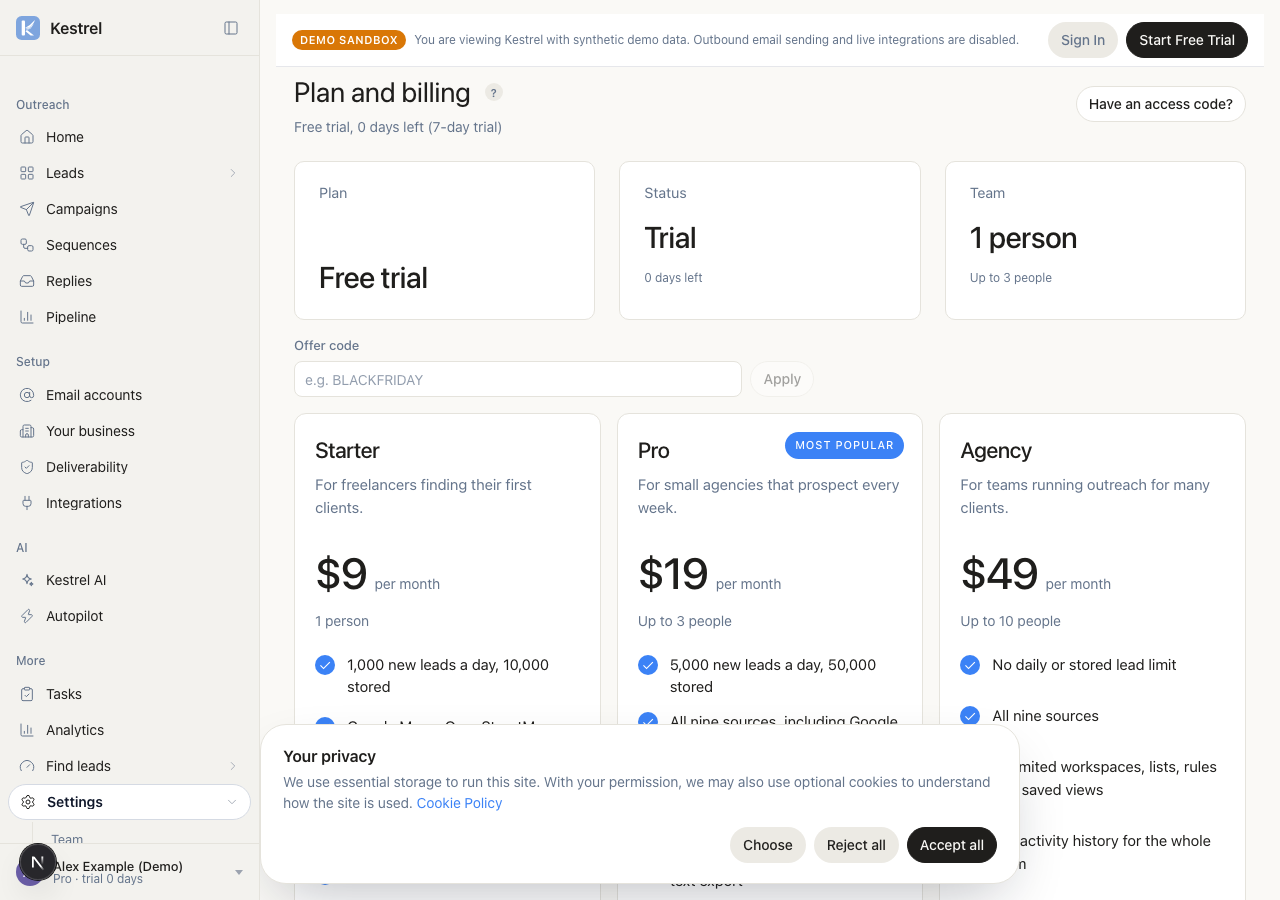 Kestrel
Outreach
Home
Leads
Campaigns
Sequences
Replies
Pipeline
Setup
Email accounts
Your business
Deliverability
Integrations
AI
Kestrel AI
Autopilot
More
Tasks
Analytics
Find leads
Settings
Team
N
Alex Example (Demo)
Pro · trial 0 days
DEMO SANDBOX
You are viewing Kestrel with synthetic demo data. Outbound email sending and live integrations are disabled.
Sign In
Start Free Trial
Plan and billing
?
Have an access code?
Free trial, 0 days left (7-day trial)
Plan
Free trial
Status
Trial
0 days left
Team
1 person
Up to 3 people
Offer code
e.g. BLACKFRIDAY
Apply
Starter
For freelancers finding their first
clients.
$9 per month
1 person
1,000 new leads a day, 10,000
stored
Pro
MOST POPULAR
For small agencies that prospect every
week.
$19 per month
Up to 3 people
5,000 new leads a day, 50,000
stored
All nine sources, including Google
Agency
For teams running outreach for many
clients.
$49 per month
Up to 10 people
No daily or stored lead limit
All nine sources
workspaces, lists, rules
saved views
activity history for the whole
Your privacy
We use essential storage to run this site. With your permission, we may also use optional cookies to understand
how the site is used. Cookie Policy
Choose
Reject all
Accept all